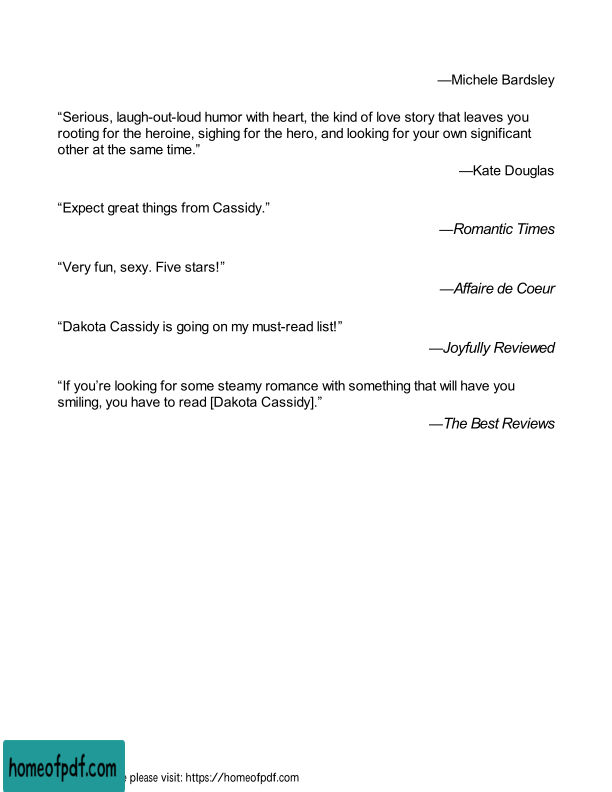 —Michele Bardsley
“Serious, laugh-out-loud humor with heart, the kind of love story that leaves you
rooting for the heroine, sighing for the hero, and looking for your own significant
other at the same time.”
—Kate Douglas
“Expect great things from Cassidy.”
—Romantic Times
“Very fun, sexy. Five stars!”
—Affaire de Coeur
“Dakota Cassidy is going on my must-read list!”
—Joyfully Reviewed
“If you’re looking for some steamy romance with something that will have you
smiling, you have to read [Dakota Cassidy].”
—The Best Reviews
homeofpdf.com
please visit: https://homeofpdf.com